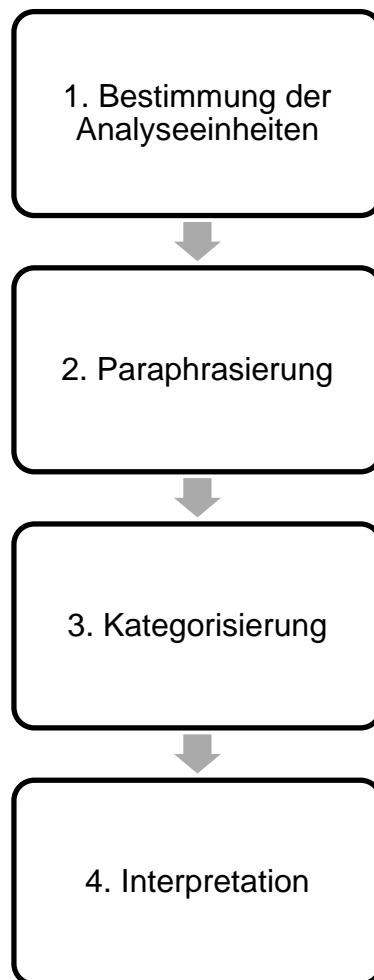 1. Bestimmung der
Analyseeinheiten
2. Paraphrasierung
3. Kategorisierung
4. Interpretation